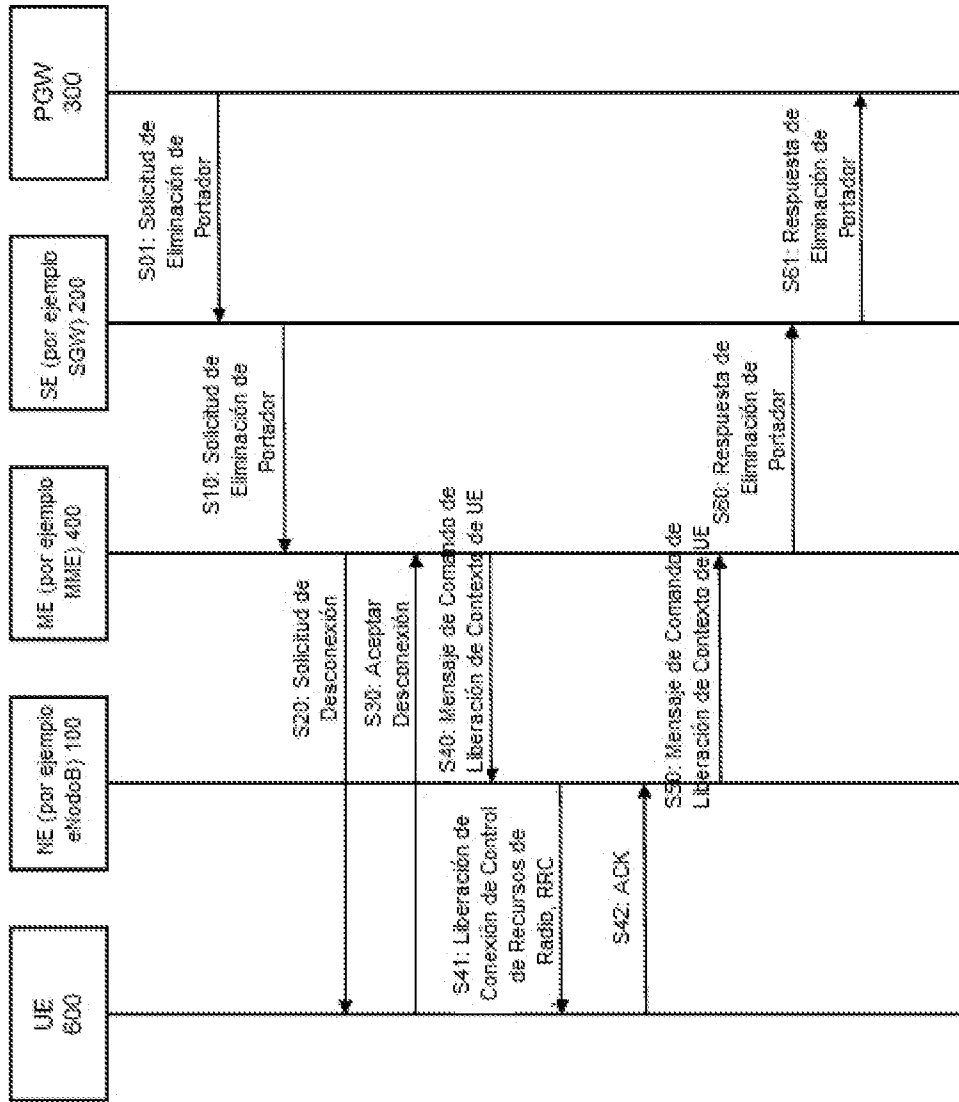 UE
600
NE (por ejemplo
eNodoB) 100
ME (por ejemplo
MME) 400
SE (por ejemplo
SGW) 200
PGW
300
S01: Solicitud de
Eliminación de
Portador
S10: Solicitud de
Eliminación de
Portador
S20: Solicitud de
Desconexión
S30: Aceptar
Desconexión
S40: Mensaje de Comando de
Liberación de Contexto de UE
S41: Liberación de
Conexión de Control
de Recursos de
Radio, RRC
S42: ACK
S50: Mensaje de Comando de
Liberación de Contexto de UE
S60: Respuesta de
Eliminación de
Portador
S61: Respuesta de
Eliminación de
Portador